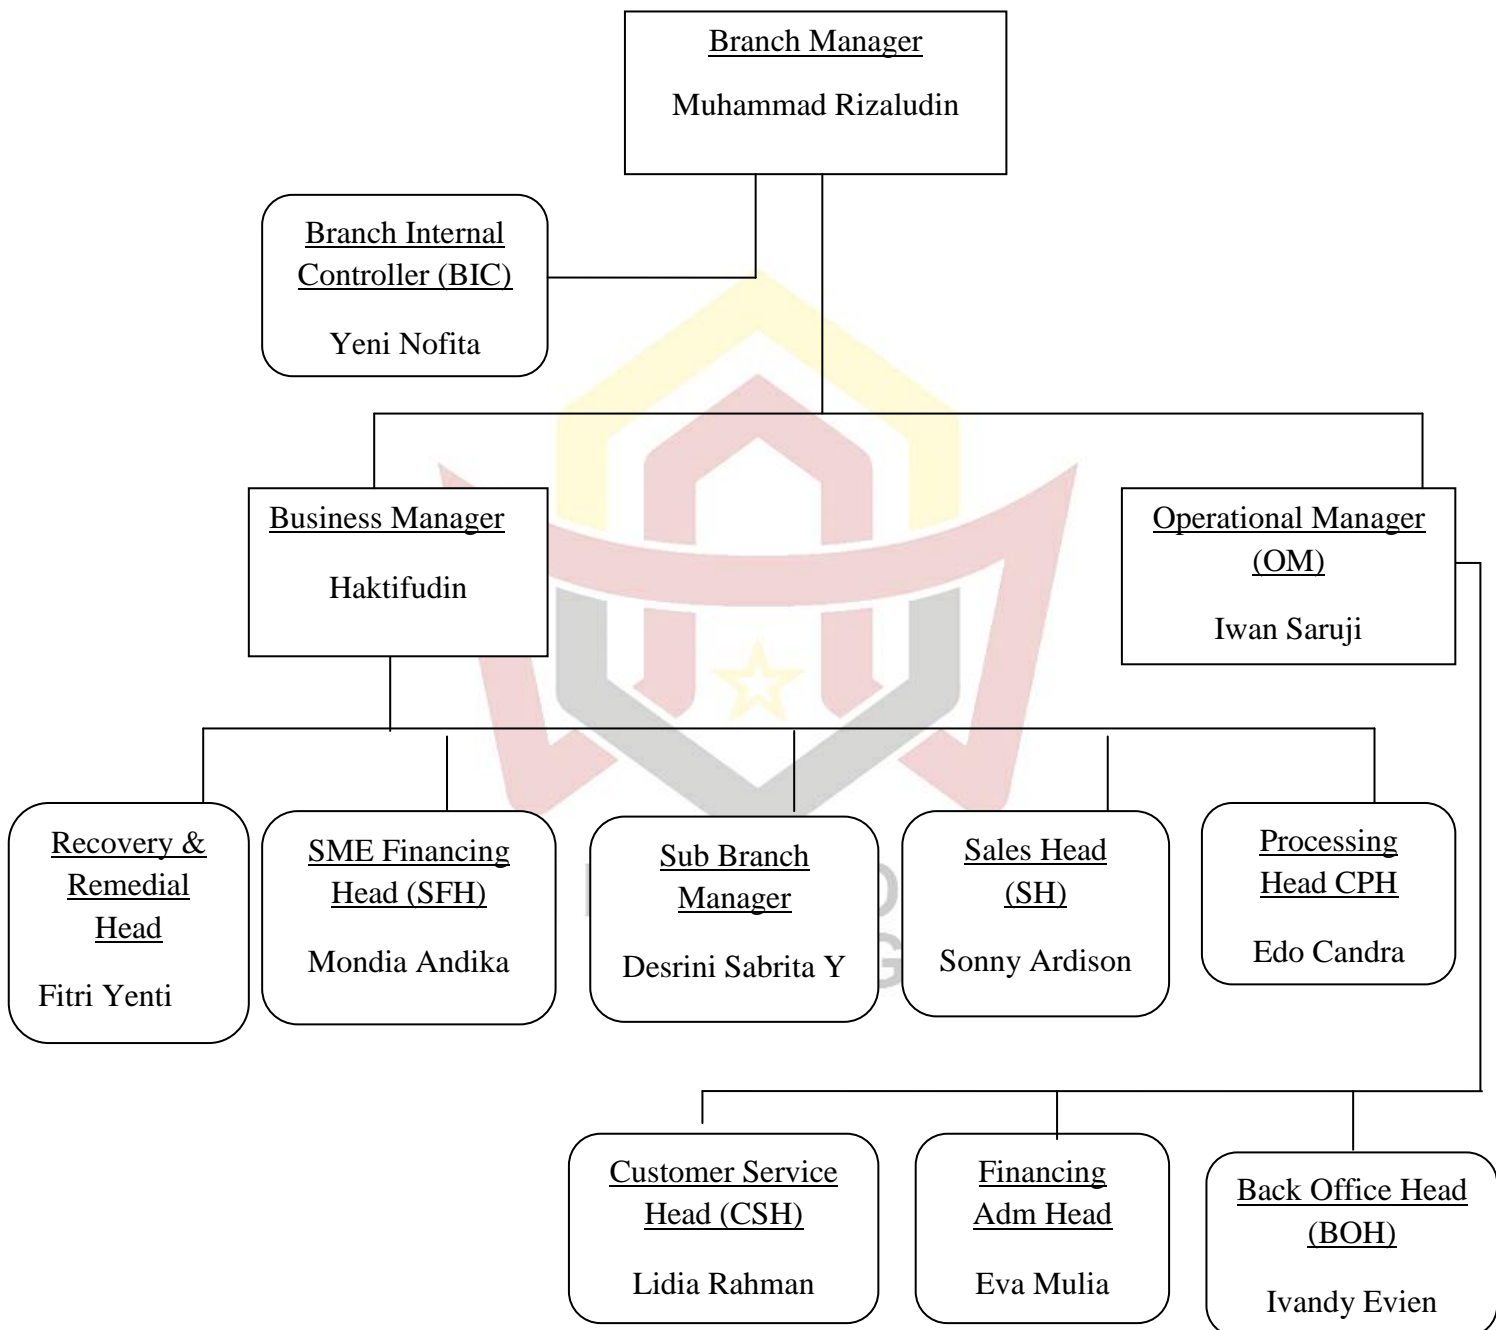 Branch Manager
Muhammad Rizaludin
Branch Internal
Controller (BIC)
Yeni Nofita
Business Manager
Haktifudin
Operational Manager
(OM)
Iwan Saruji
Recovery &
Remedial
Head
Fitri Yenti
SME Financing
Head (SFH)
Mondia Andika
Sub Branch
Manager
Desrini Sabrita Y
Sales Head
(SH)
Sonny Ardison
Processing
Head CPH
Edo Candra
Customer Service
Head (CSH)
Lidia Rahman
Financing
Adm Head
Eva Mulia
Back Office Head
(BOH)
Ivandy Evien